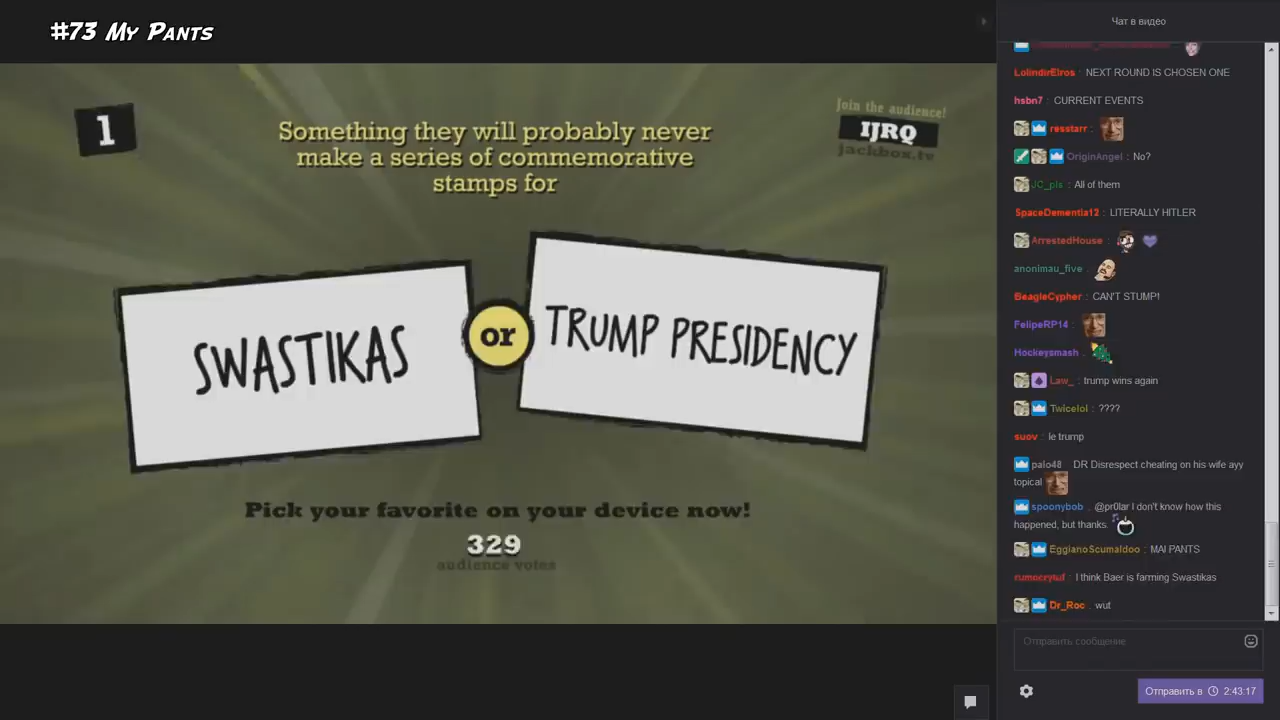 #73 My Pants
1
Something they will probably never
make a series of commemorative
stamps for
Join the audience!
IJRQ
jackbox.tv
SWASTIKAS
or
TRUMP PRESIDENCY
Pick your favorite on your device now!
329
audience votes
Чат в видео
LolindirElros : NEXT ROUND IS CHOSEN ONE
hsbn7 : CURRENT EVENTS
resstarr :
OriginAngel : No?
JC_pls : All of them
SpaceDementia12 : LITERALLY HITLER
ArrestedHouse :
anonimau_five :
BeagleCypher : CAN'T STUMP!
FelipeRP14 :
Hockeysmash :
Law_ : trump wins again
Twicelol : ????
suov : le trump
palo48 : DR Disrespect cheating on his wife ayy
topical
spoonybob : @pr0lar I don't know how this
happened, but thanks.
EggianoScumaldoo : MAI PANTS
: I think Baer is farming Swastikas
Dr_Roc : wut
Отправить сообщение
Отправить в 2:43:17